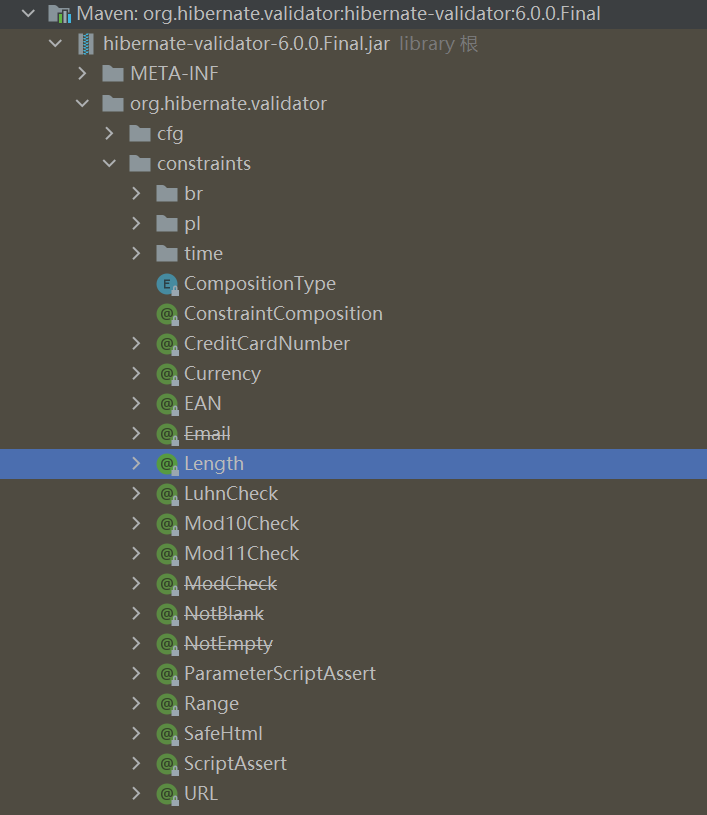 Maven: org.hibernate.validator:hibernate-validator:6.0.0.Final
hibernate-validator-6.0.0.Final.jar library 根
META-INF
org.hibernate.validator
cfg
constraints
br
pl
time
CompositionType
ConstraintComposition
CreditCardNumber
Currency
EAN
Email
Length
LuhnCheck
Mod10Check
Mod11Check
ModCheck
NotBlank
NotEmpty
ParameterScriptAssert
Range
SafeHtml
ScriptAssert
URL